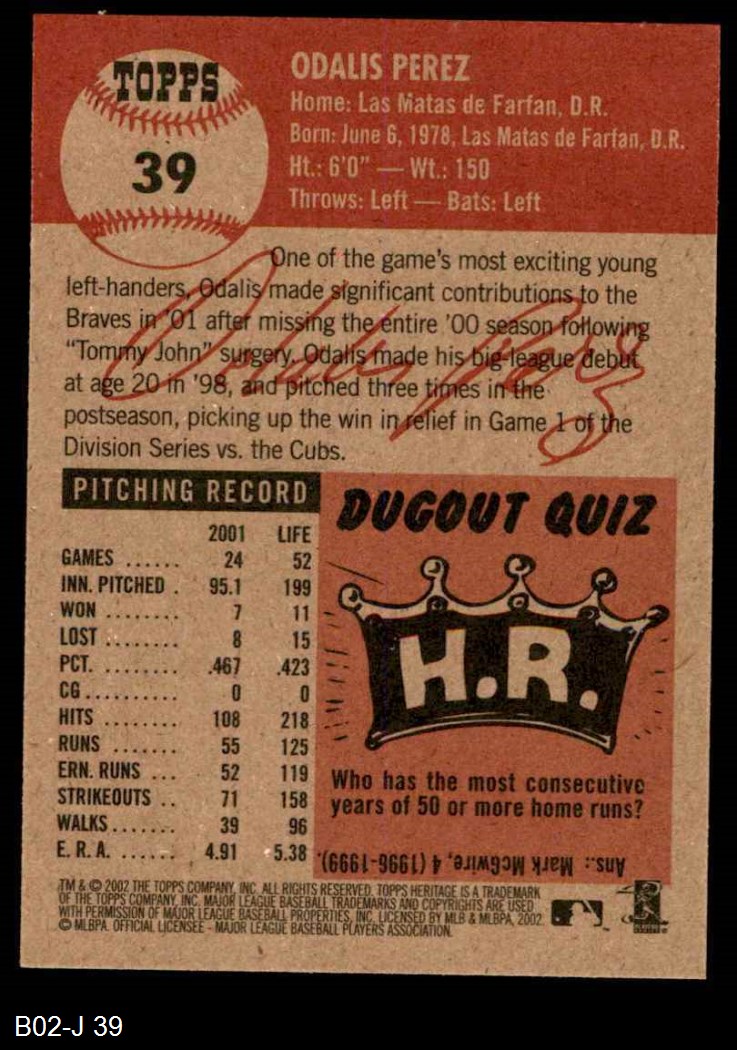 TOPPS
39
ODALIS PEREZ
Home: Las Matas de Farfan, D.R.
Born: June 6, 1978, Las Matas de Farfan, D.R.
Ht.: 6'0" — Wt.: 150
Throws: Left — Bats: Left
One of the game's most exciting young
left-handers, Odalis made significant contributions to the
Braves in '01 after missing the entire '00 season following
"Tommy John" surgery. Odalis made his big-league debut
at age 20 in '98, and pitched three times in the
postseason, picking up the win in relief in Game 1 of the
Division Series vs. the Cubs.
Odalis Perez
PITCHING RECORD
2001 LIFE
GAMES ...... 24 52
INN. PITCHED . 95.1 199
WON ........ 7 11
LOST ........ 8 15
PCT. ........ .467 .423
CG .......... 0 0
HITS ........ 108 218
RUNS ....... 55 125
ERN. RUNS ... 52 119
STRIKEOUTS .. 71 158
WALKS....... 39 96
E. R. A. ...... 4.91 5.38
DUGOUT QUIZ
H.R.
Who has the most consecutive
years of 50 or more home runs?
Ans.: Mark McGwire, 4 (1996-1999).
TM & © 2002 THE TOPPS COMPANY, INC. ALL RIGHTS RESERVED. TOPPS HERITAGE IS A TRADEMARK
OF THE TOPPS COMPANY, INC. MAJOR LEAGUE BASEBALL TRADEMARKS AND COPYRIGHTS ARE USED
WITH PERMISSION OF MAJOR LEAGUE BASEBALL PROPERTIES, INC. LICENSED BY MLB & MLBPA, 2002
© MLBPA. OFFICIAL LICENSEE - MAJOR LEAGUE BASEBALL PLAYERS ASSOCIATION.
B02-J 39